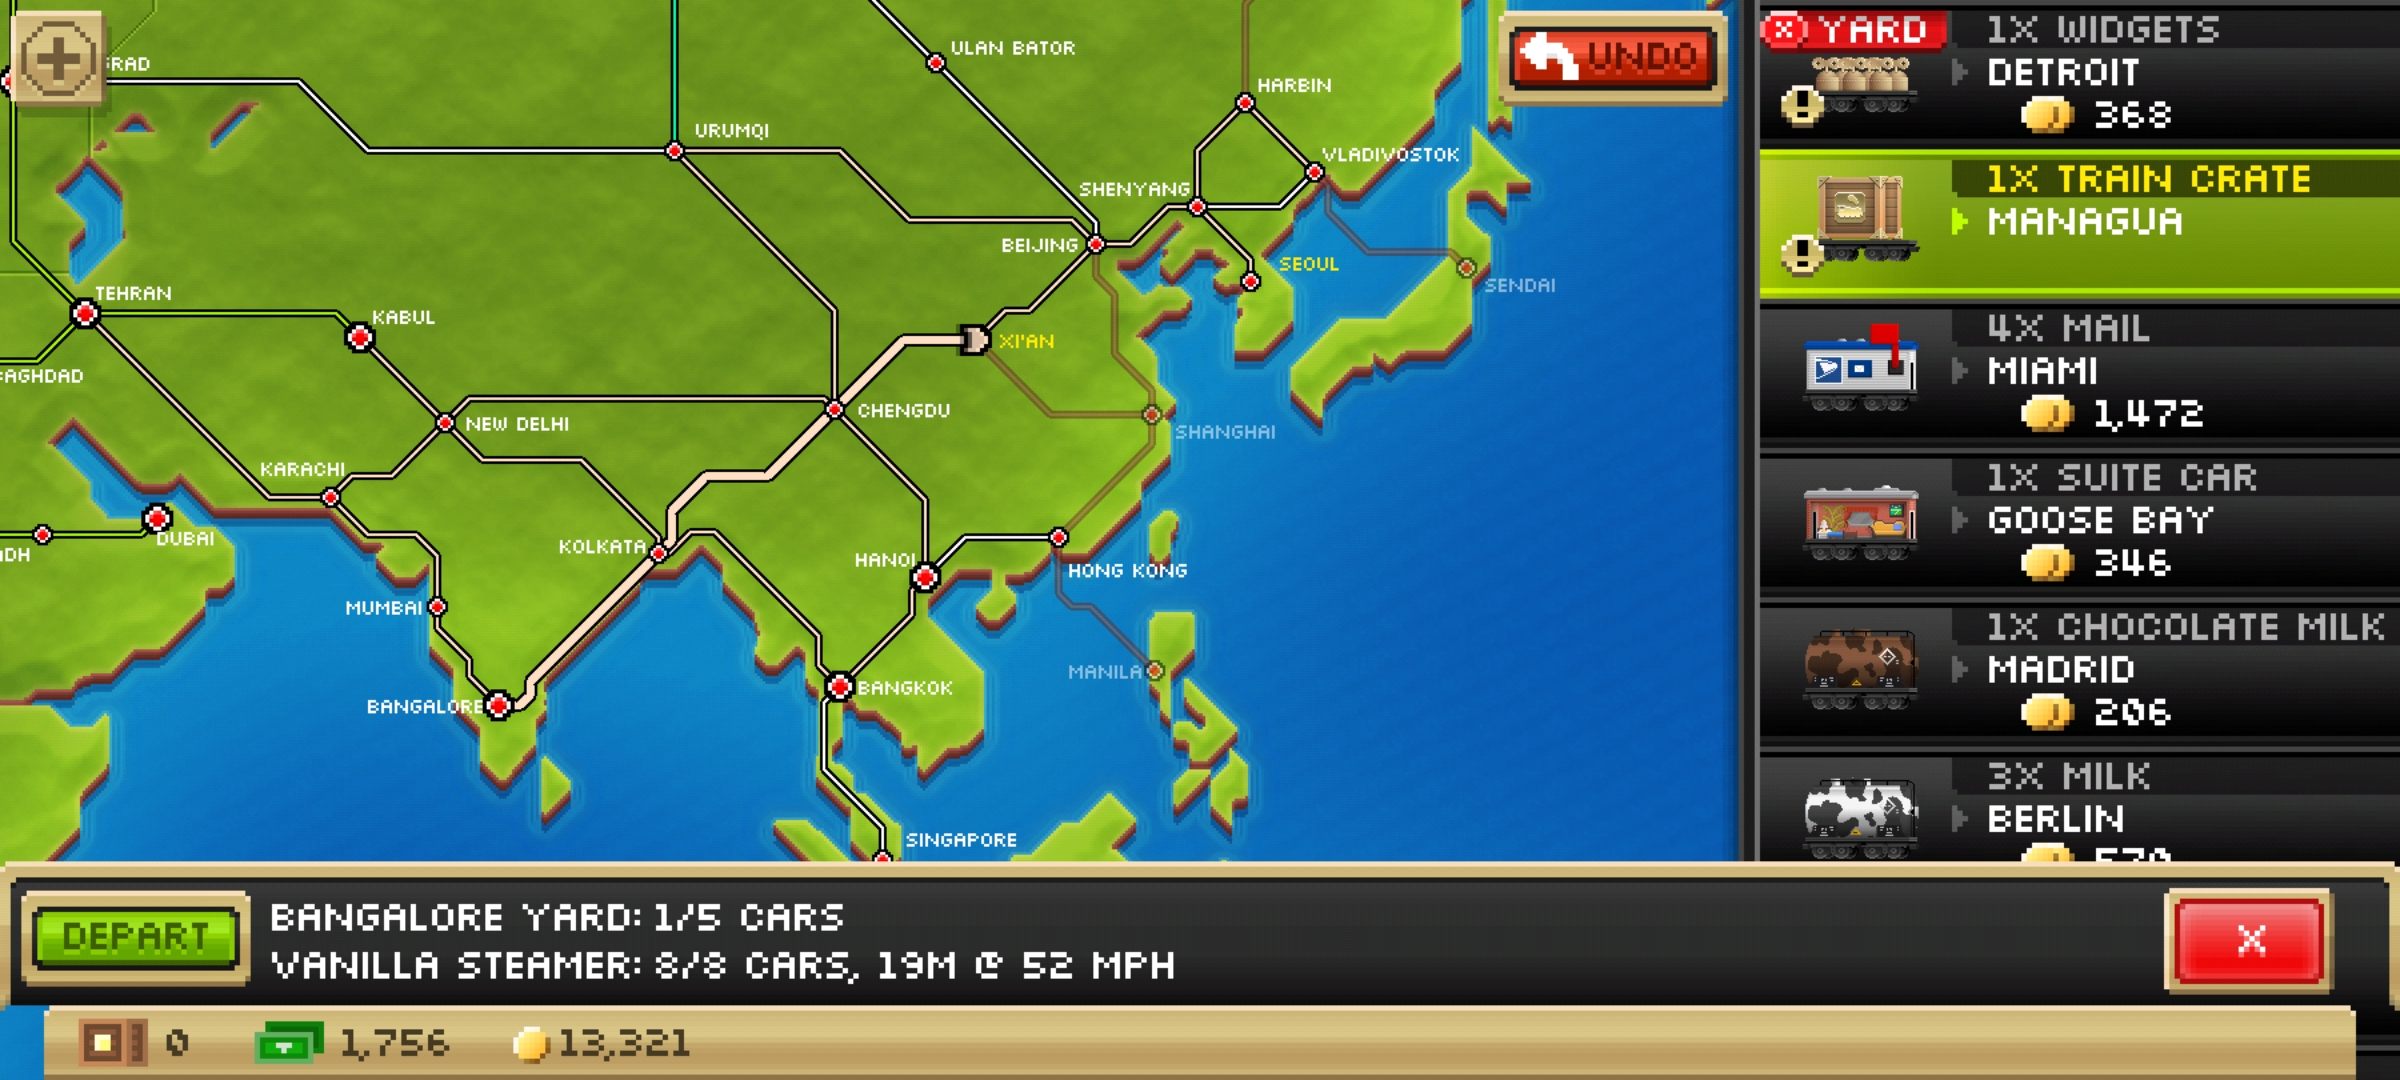 GRAD
ULAN BATOR
UNDO
HARBIN
URUMQI
VLADIVOSTOK
SHENYANG
BEIJING
SEOUL
SENDAI
TEHRAN
KABUL
XI'AN
AGHDAD
CHENGDU
NEW DELHI
SHANGHAI
KARACHI
DUBAI
ADH
KOLKATA
HANOI
HONG KONG
MUMBAI
MANILA
BANGKOK
BANGALORE
SINGAPORE
YARD
1X WIDGETS
DETROIT
368
1X TRAIN CRATE
MANAGUA
4X MAIL
MIAMI
1,472
1X SUITE CAR
GOOSE BAY
346
1X CHOCOLATE MILK
MADRID
206
3X MILK
BERLIN
DEPART
BANGALORE YARD: 1/5 CARS
VANILLA STEAMER: 8/8 CARS, 19M @ 52 MPH
X
0
1,756
13,321